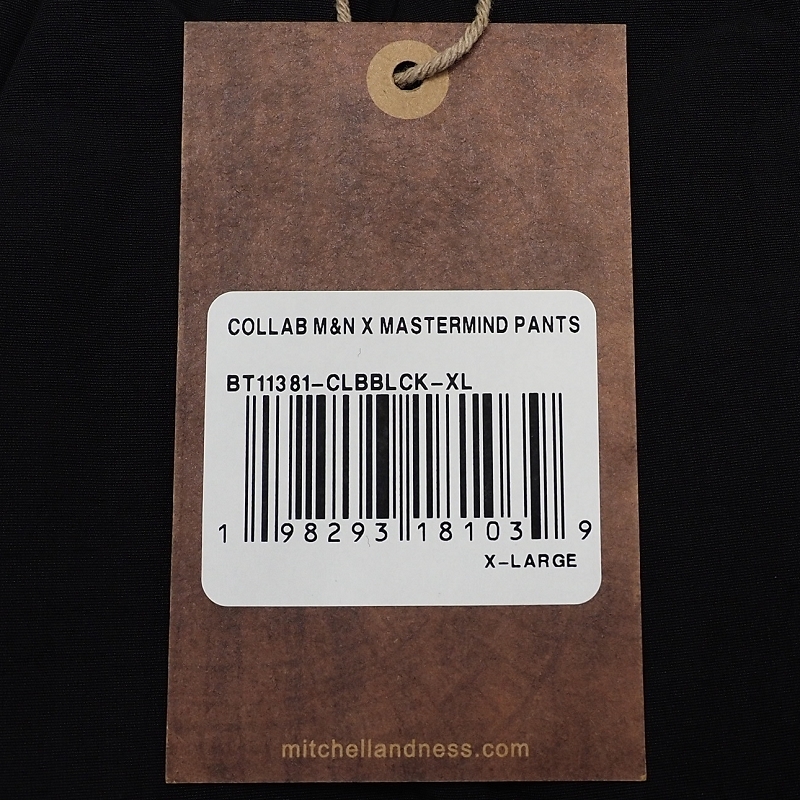 COLLAB M&N X MASTERMIND PANTS
BT11381-CLBBLCK-XL
1 98293 18103 9
X-LARGE
mitchellandness.com